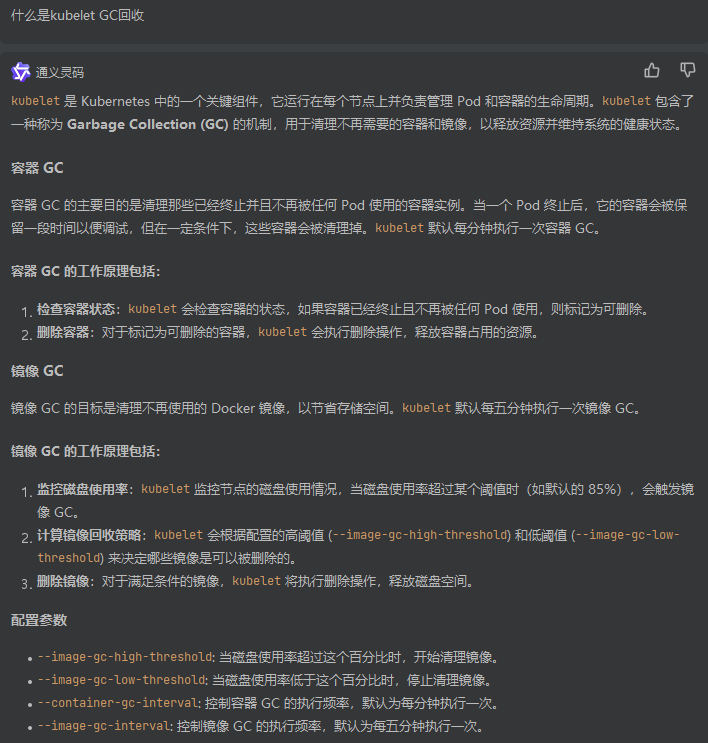 什么是kubelet GC回收
通义灵码
kubelet 是 Kubernetes 中的一个关键组件，它运行在每个节点上并负责管理 Pod 和容器的生命周期。kubelet 包含了
一种称为 Garbage Collection (GC) 的机制，用于清理不再需要的容器和镜像，以释放资源并维持系统的健康状态。
容器 GC
容器 GC 的主要目的是清理那些已经终止并且不再被任何 Pod 使用的容器实例。当一个 Pod 终止后，它的容器会被保
留一段时间以便调试，但在一定条件下，这些容器会被清理掉。kubelet 默认每分钟执行一次容器 GC。
容器 GC 的工作原理包括：
1. 检查容器状态：kubelet 会检查容器的状态，如果容器已经终止且不再被任何 Pod 使用，则标记为可删除。
2. 删除容器：对于标记为可删除的容器，kubelet 会执行删除操作，释放容器占用的资源。
镜像 GC
镜像 GC 的目标是清理不再使用的 Docker 镜像，以节省存储空间。kubelet 默认每五分钟执行一次镜像 GC。
镜像 GC 的工作原理包括：
1. 监控磁盘使用率：kubelet 监控节点的磁盘使用情况，当磁盘使用率超过某个阈值时（如默认的 85%），会触发镜
像 GC。
2. 计算镜像回收策略：kubelet 会根据配置的高阈值 (--image-gc-high-threshold) 和低阈值 (--image-gc-low-
threshold) 来决定哪些镜像是可以被删除的。
3. 删除镜像：对于满足条件的镜像，kubelet 将执行删除操作，释放磁盘空间。
配置参数
• --image-gc-high-threshold: 当磁盘使用率超过这个百分比时，开始清理镜像。
• --image-gc-low-threshold: 当磁盘使用率低于这个百分比时，停止清理镜像。
• --container-gc-interval: 控制容器 GC 的执行频率，默认为每分钟执行一次。
• --image-gc-interval: 控制镜像 GC 的执行频率，默认为每五分钟执行一次。